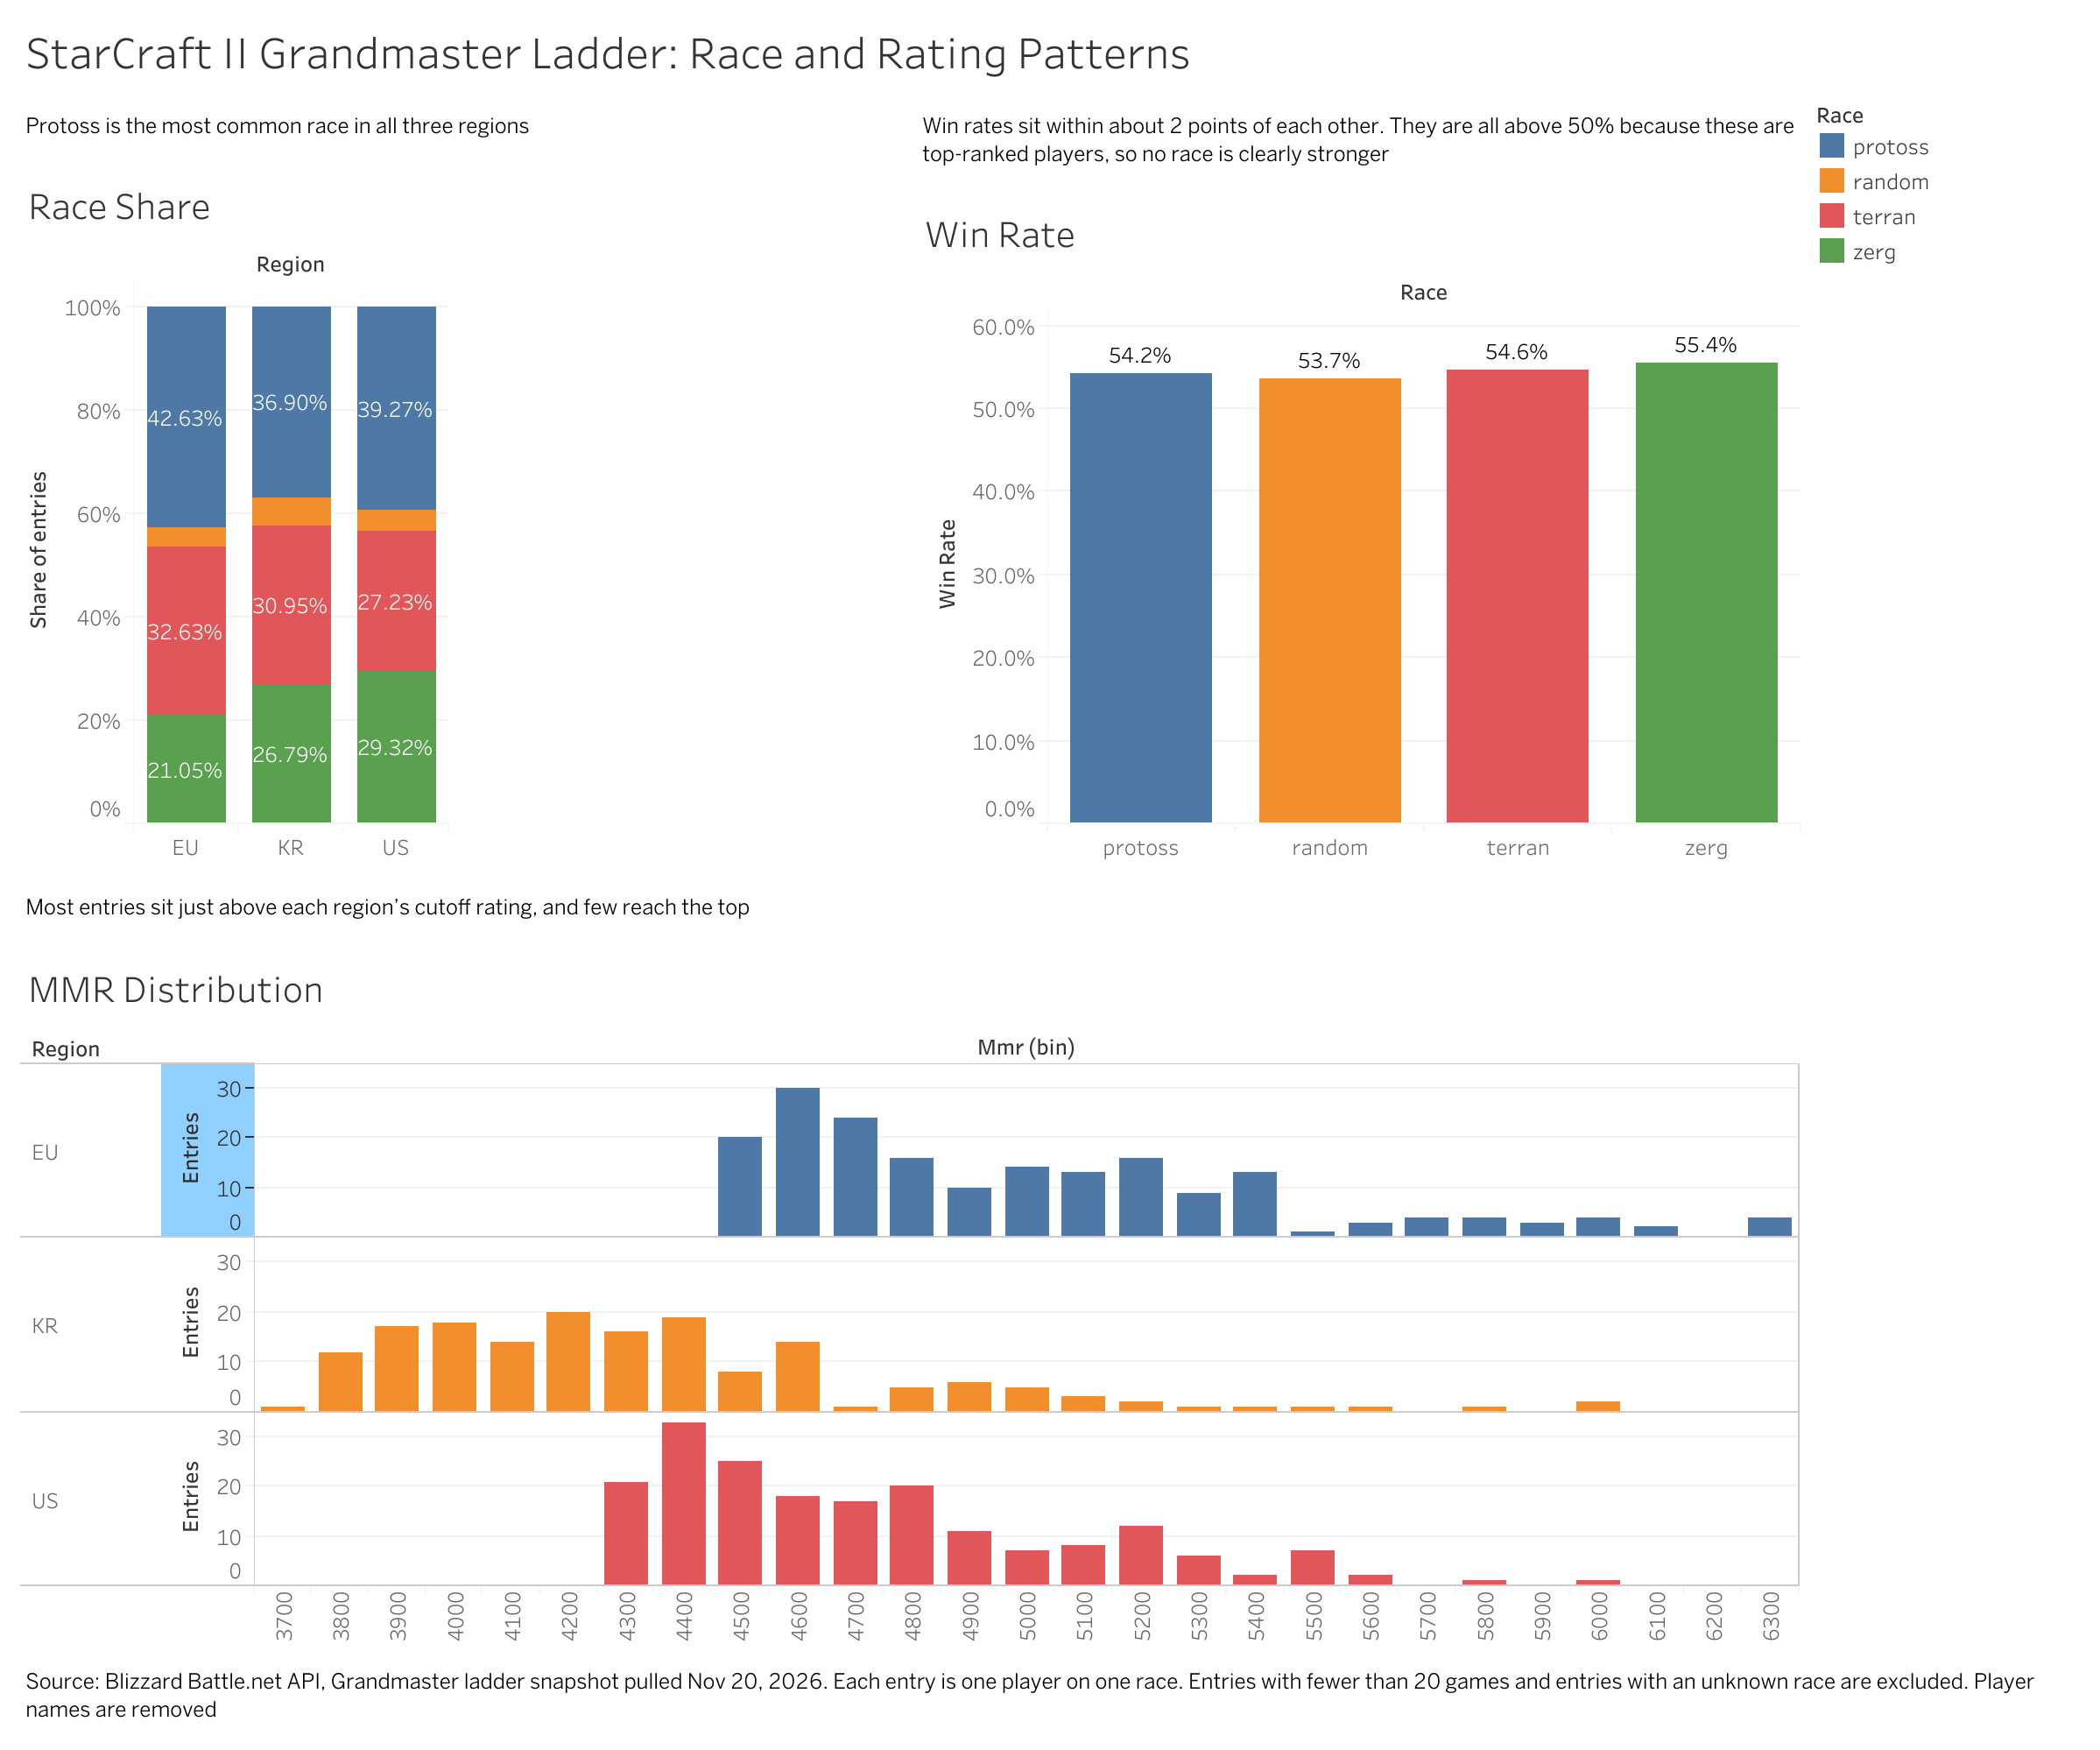 StarCraft II Grandmaster Ladder: Race and Rating Patterns
Protoss is the most common race in all three regions
Win rates sit within about 2 points of each other. They are all above 50% because these are
top-ranked players, so no race is clearly stronger
Race
protoss
random
terran
zerg
Race Share
Region
Share of entries
100%
80%
60%
40%
20%
0%
42.63%
32.63%
21.05%
36.90%
30.95%
26.79%
39.27%
27.23%
29.32%
EU
KR
US
Win Rate
Race
Win Rate
60.0%
50.0%
40.0%
30.0%
20.0%
10.0%
0.0%
54.2%
53.7%
54.6%
55.4%
protoss
random
terran
zerg
Most entries sit just above each region’s cutoff rating, and few reach the top
MMR Distribution
Region
Mmr (bin)
EU
Entries
30
20
10
0
KR
Entries
30
20
10
0
US
Entries
30
20
10
0
3700
3800
3900
4000
4100
4200
4300
4400
4500
4600
4700
4800
4900
5000
5100
5200
5300
5400
5500
5600
5700
5800
5900
6000
6100
6200
6300
Source: Blizzard Battle.net API, Grandmaster ladder snapshot pulled Nov 20, 2026. Each entry is one player on one race. Entries with fewer than 20 games and entries with an unknown race are excluded. Player
names are removed